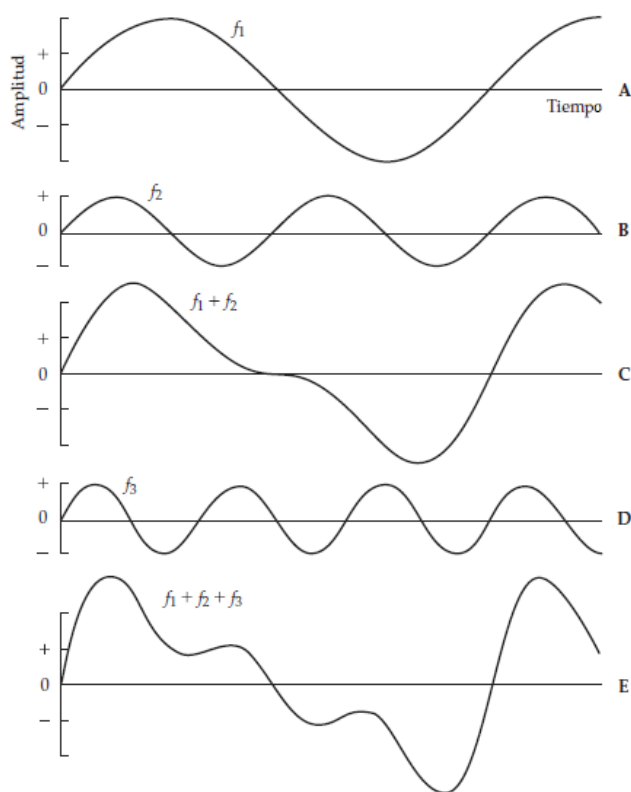 Amplitud
+
0
−
f1
Tiempo
A
+
0
−
f2
B
+
0
−
f1 + f2
C
+
0
−
f3
D
+
0
−
f1 + f2 + f3
E